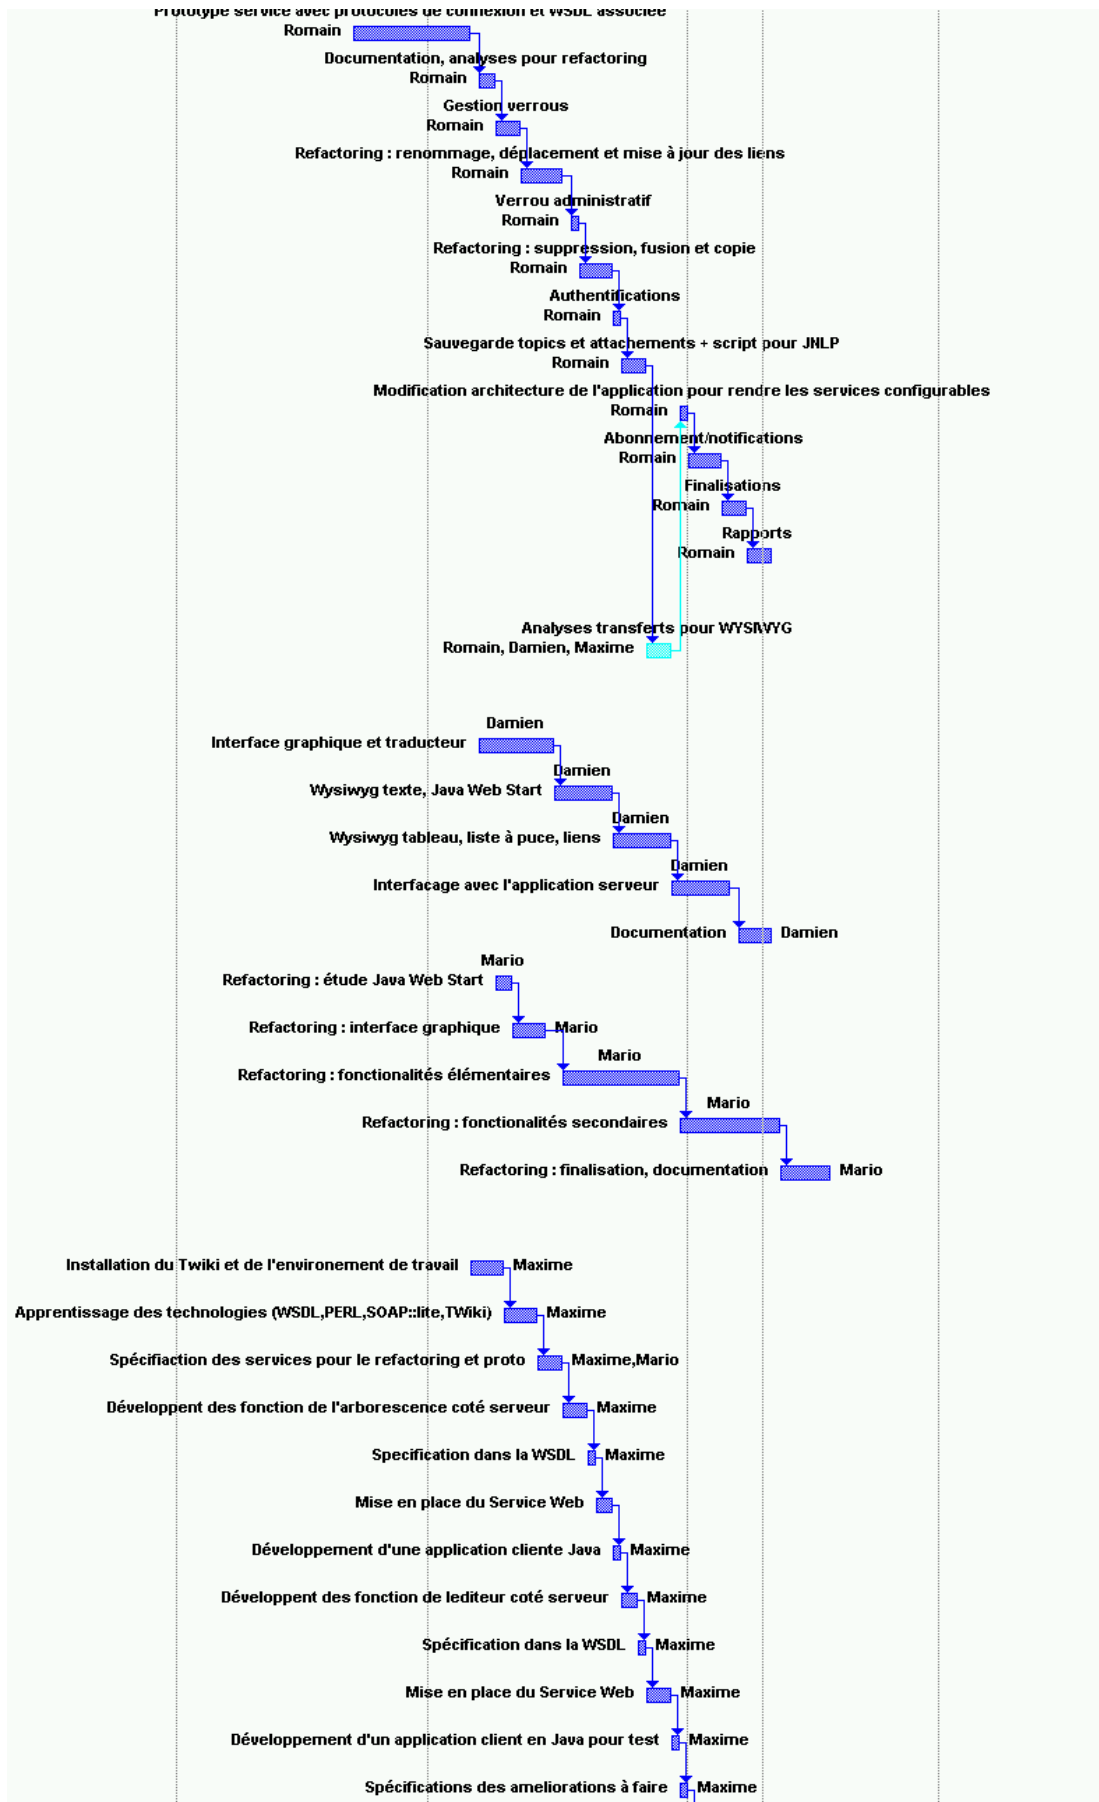 Prototype service avec protocoles de connexion et WSDL associée
Romain
Documentation, analyses pour refactoring
Romain
Gestion verrous
Romain
Refactoring : renommage, déplacement et mise à jour des liens
Romain
Verrou administratif
Romain
Refactoring : suppression, fusion et copie
Romain
Authentifications
Romain
Sauvegarde topics et attachements + script pour JNLP
Romain
Modification architecture de l'application pour rendre les services configurables
Romain
Abonnement/notifications
Romain
Finalisations
Romain
Rapports
Romain
Analyses transferts pour WYSIWYG
Romain, Damien, Maxime
Damien
Interface graphique et traducteur
Damien
Wysiwyg texte, Java Web Start
Damien
Wysiwyg tableau, liste à puce, liens
Damien
Interfacage avec l'application serveur
Documentation Damien
Mario
Refactoring : étude Java Web Start
Refactoring : interface graphique Mario
Mario
Refactoring : fonctionalités élémentaires
Mario
Refactoring : fonctionalités secondaires
Refactoring : finalisation, documentation Mario
Installation du Twiki et de l'environement de travail Maxime
Apprentissage des technologies (WSDL,PERL,SOAP::lite,TWiki) Maxime
Spécifiaction des services pour le refactoring et proto Maxime,Mario
Développent des fonction de l'arborescence coté serveur Maxime
Specification dans la WSDL Maxime
Mise en place du Service Web
Développement d'une application cliente Java Maxime
Développent des fonction de lediteur coté serveur Maxime
Spécification dans la WSDL Maxime
Mise en place du Service Web Maxime
Développement d'un application client en Java pour test Maxime
Spécifications des ameliorations à faire Maxime